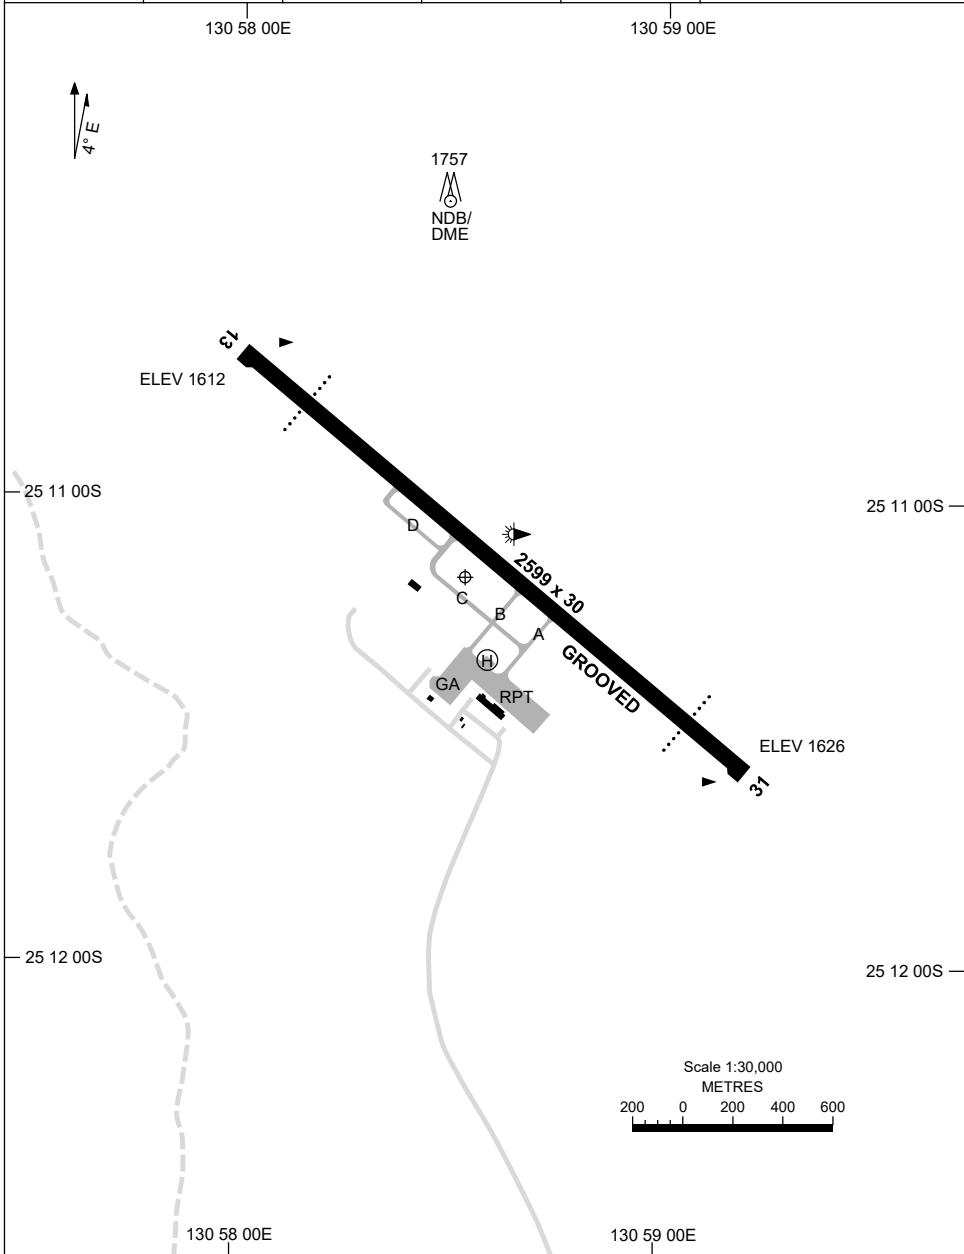 130 58 00E
130 59 00E
4° E
1757
NDB/
DME
13
ELEV 1612
25 11 00S
25 11 00S
D
2599 x 30
C
B
A
GROOVED
H
GA
RPT
ELEV 1626
31
25 12 00S
25 12 00S
Scale 1:30,000
METRES
200 0 200 400 600
130 58 00E
130 59 00E